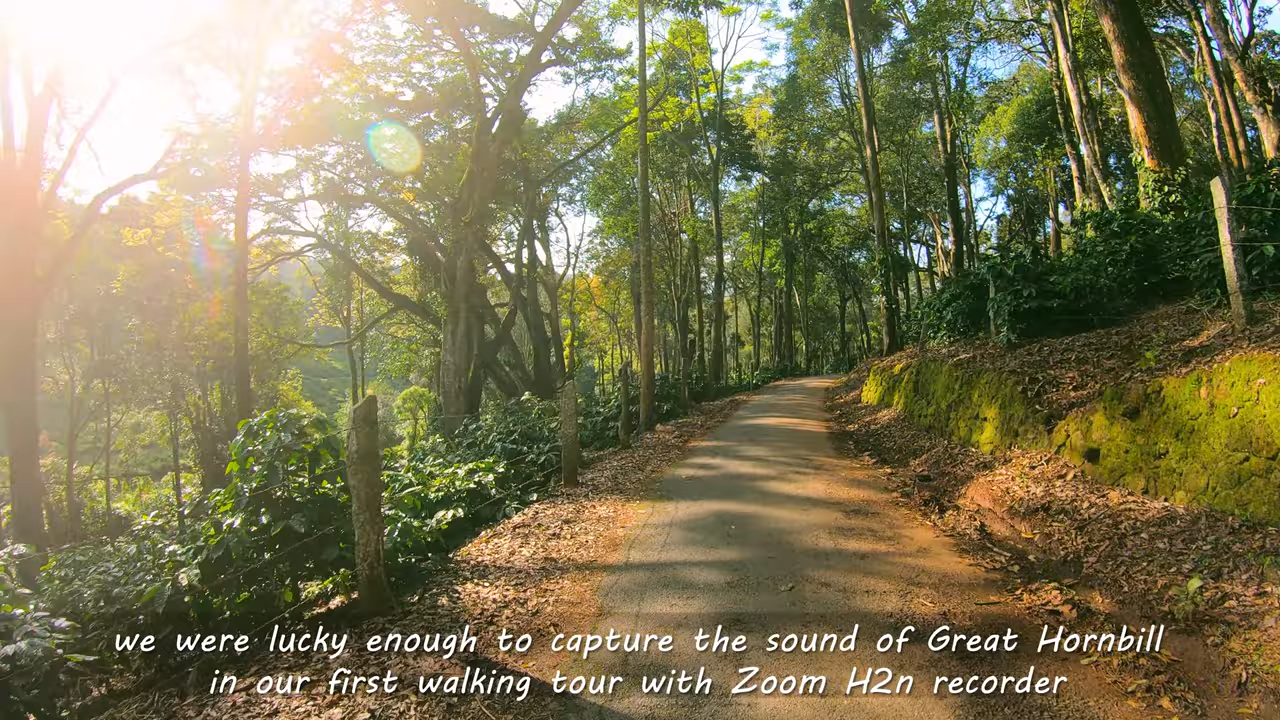 we were lucky enough to capture the sound of Great Hornbill
in our first walking tour with Zoom H2n recorder